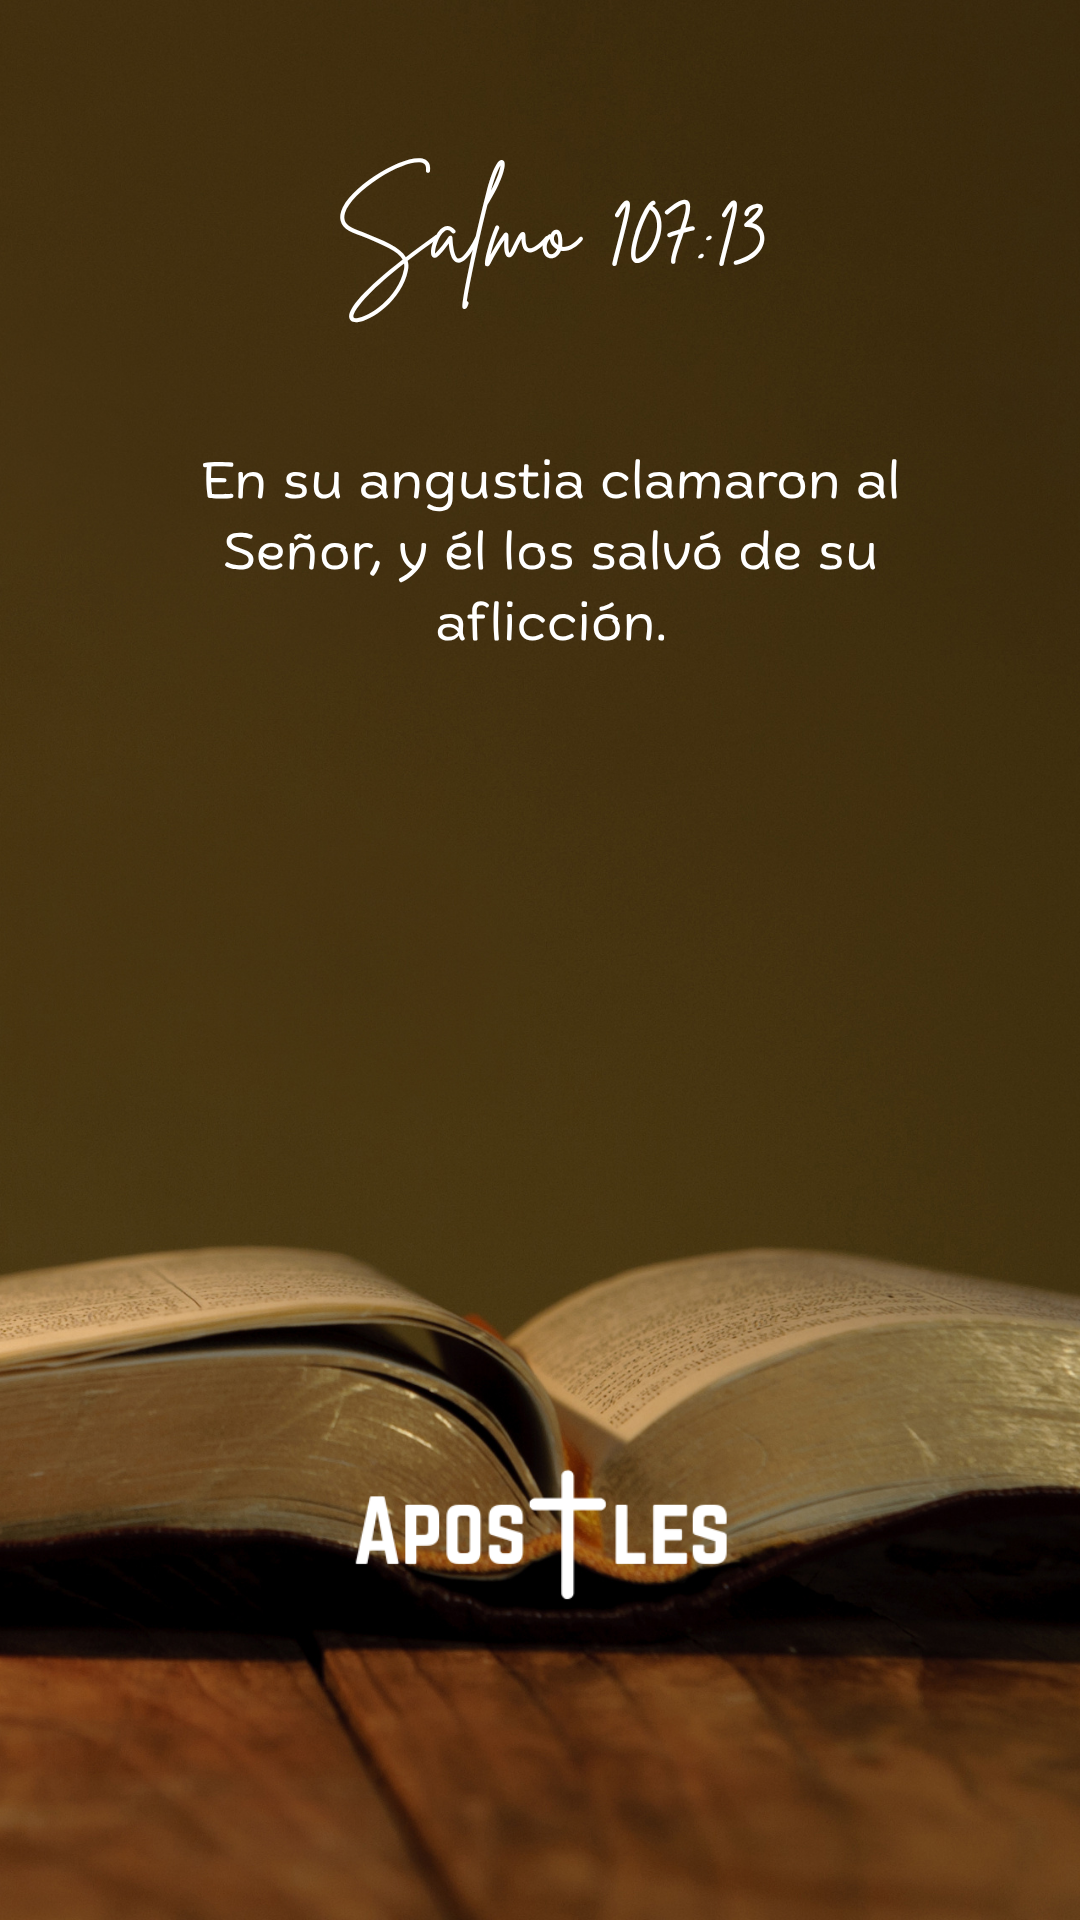 Salmo 107:13
En su angustia clamaron al
Señor, y él los salvó de su
aflicción.
APOSTLES